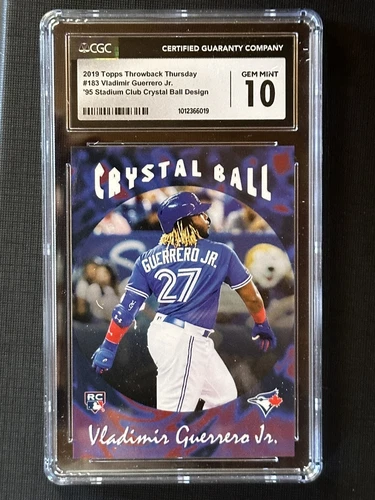 CGC
CERTIFIED GUARANTY COMPANY
2019 Topps Throwback Thursday
#183 Vladimir Guerrero Jr.
'95 Stadium Club Crystal Ball Design
GEM MINT
10
1012366019
CRYSTAL BALL
GUERRERO JR.
27
RC
Vladimir Guerrero Jr.